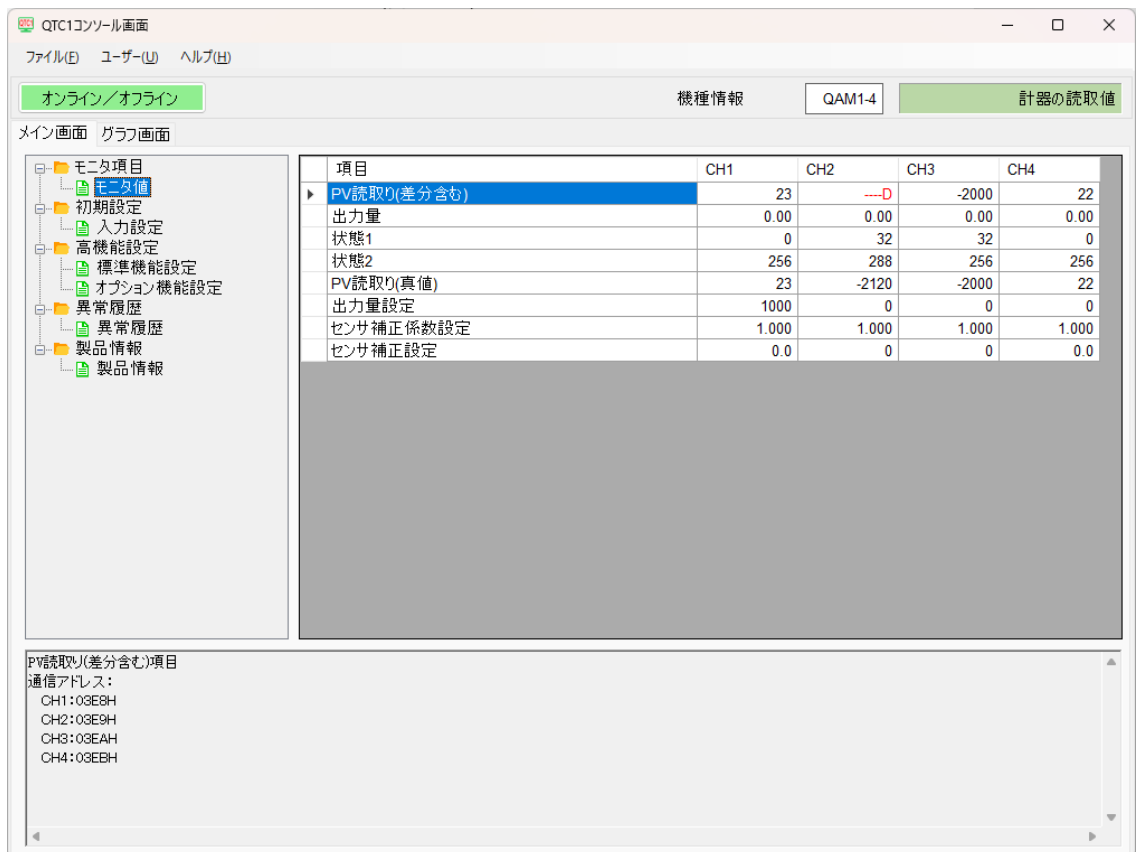 QTC1コンソール画面
ファイル(F) ユーザー(U) ヘルプ(H)
オンライン／オフライン 機種情報 QAM1-4 計器の読取値
メイン画面 グラフ画面
モニタ項目
モニタ値
初期設定
入力設定
高機能設定
標準機能設定
オプション機能設定
異常履歴
異常履歴
製品情報
製品情報
項目 CH1 CH2 CH3 CH4
PV読取り(差分含む) 23 ----D -2000 22
出力量 0.00 0.00 0.00 0.00
状態1 0 32 32 0
状態2 256 288 256 256
PV読取り(真値) 23 -2120 -2000 22
出力量設定 1000 0 0 0
センサ補正係数設定 1.000 1.000 1.000 1.000
センサ補正設定 0.0 0 0 0.0
PV読取り(差分含む)項目
通信アドレス：
CH1:03E8H
CH2:03E9H
CH3:03EAH
CH4:03EBH